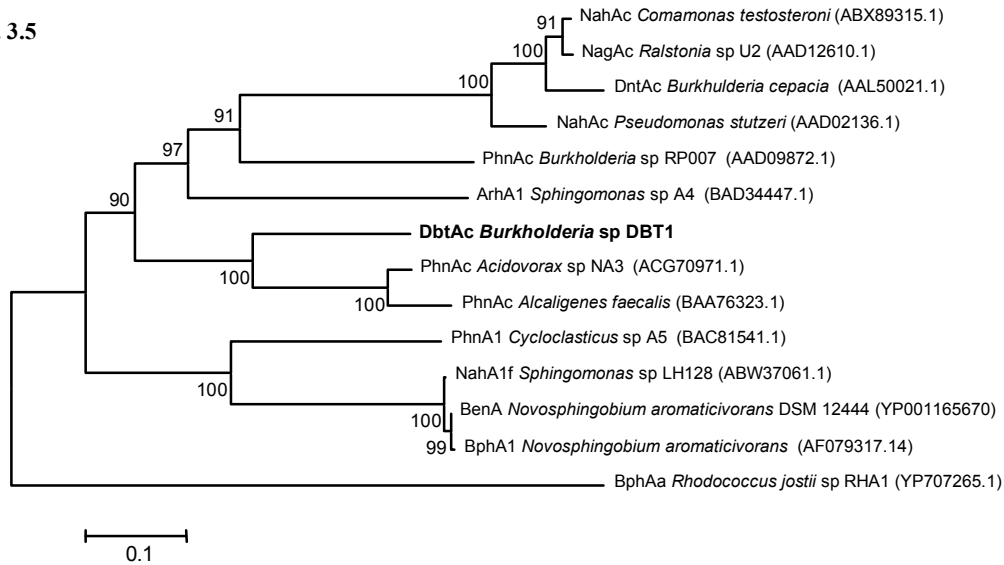 NahAc Comamonas testosteroni (ABX89315.1)
91
. 3.5
NagAc Ralstonia sp U2 (AAD12610.1)
100
DntAc Burkhulderia cepacia (AAL50021.1)
100
NahAc Pseudomonas stutzeri (AAD02136.1)
91
97
PhnAc Burkholderia sp RP007 (AAD09872.1)
ArhA1 Sphingomonas sp A4 (BAD34447.1)
90
DbtAc Burkholderia sp DBT1
PhnAc Acidovorax sp NA3 (ACG70971.1)
100
100
PhnAc Alcaligenes faecalis (BAA76323.1)
PhnA1 Cycloclasticus sp A5 (BAC81541.1)
NahA1f Sphingomonas sp LH128 (ABW37061.1)
100
BenA Novosphingobium aromaticivorans DSM 12444 (YP001165670)
100
99
BphA1 Novosphingobium aromaticivorans (AF079317.14)
BphAa Rhodococcus jostii sp RHA1 (YP707265.1)
0.1